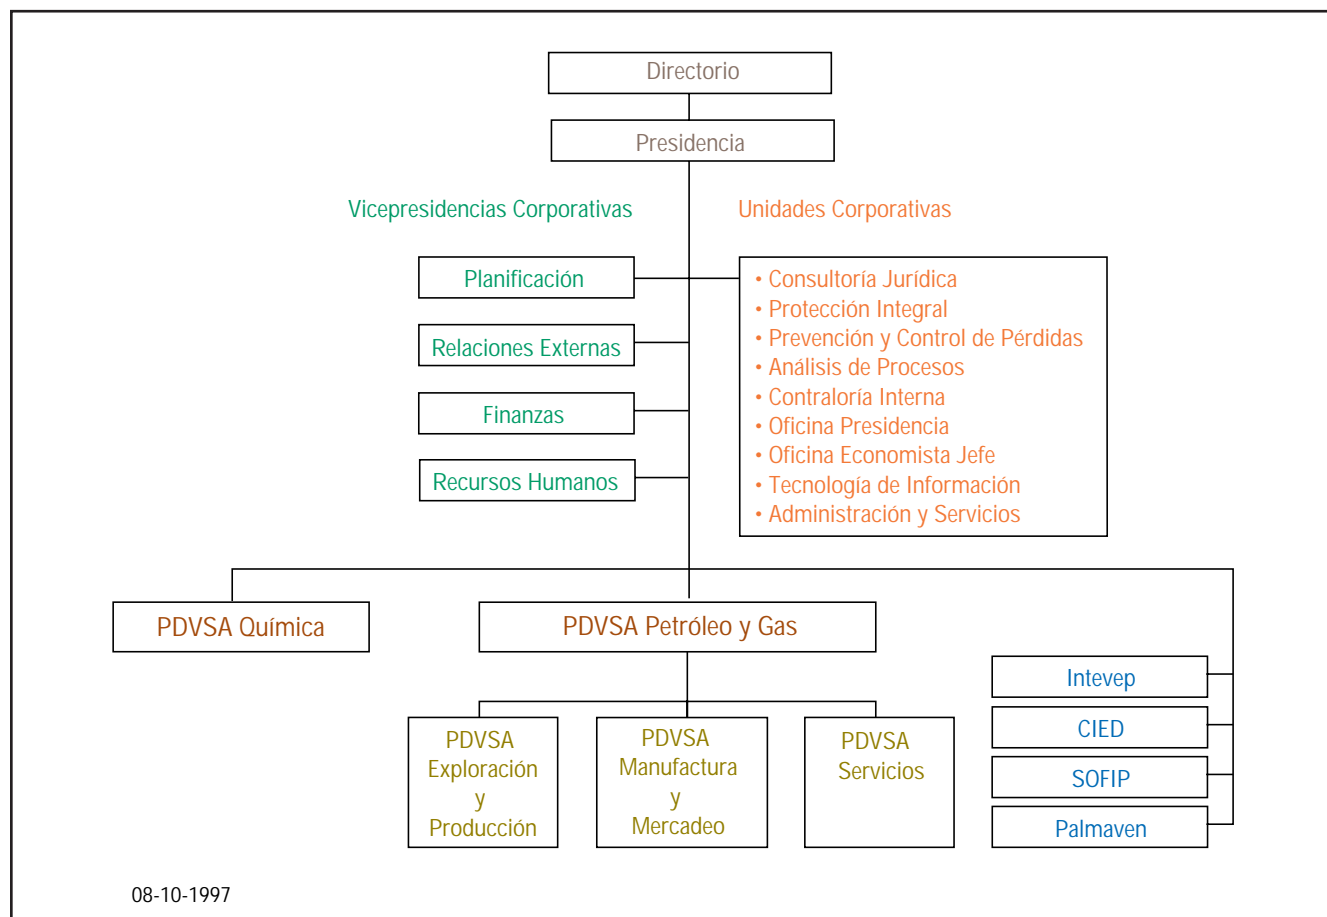 Directorio
Presidencia
Vicepresidencias Corporativas
Unidades Corporativas
Planificación
Relaciones Externas
Finanzas
Recursos Humanos
• Consultoría Jurídica
• Protección Integral
• Prevención y Control de Pérdidas
• Análisis de Procesos
• Contraloría Interna
• Oficina Presidencia
• Oficina Economista Jefe
• Tecnología de Información
• Administración y Servicios
PDVSA Química
PDVSA Petróleo y Gas
PDVSA
Exploración
y
Producción
PDVSA
Manufactura
y
Mercadeo
PDVSA
Servicios
Intevep
CIED
SOFIP
Palmaven
08-10-1997